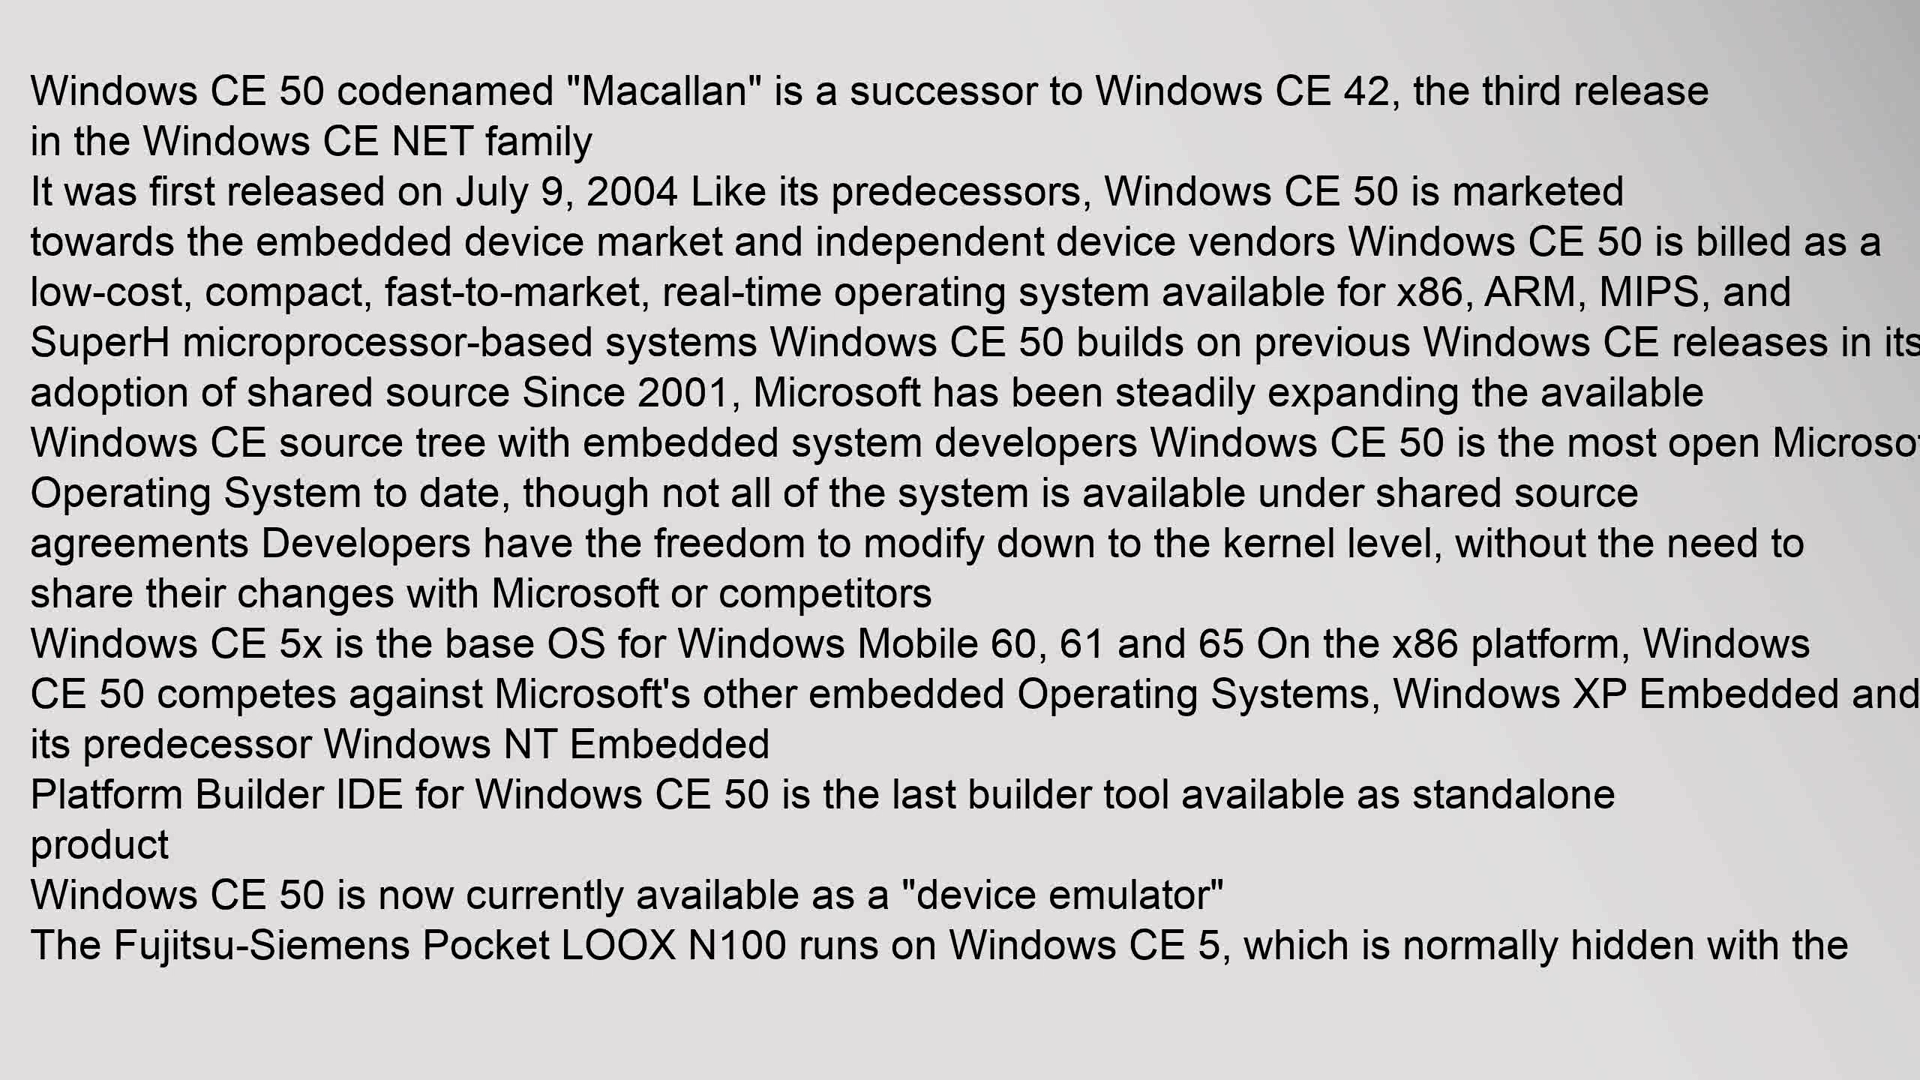 Windows CE 50 codenamed "Macallan" is a successor to Windows CE 42, the third release
in the Windows CE NET family
It was first released on July 9, 2004 Like its predecessors, Windows CE 50 is marketed
towards the embedded device market and independent device vendors Windows CE 50 is billed as a
low-cost, compact, fast-to-market, real-time operating system available for x86, ARM, MIPS, and
SuperH microprocessor-based systems Windows CE 50 builds on previous Windows CE releases in its
adoption of shared source Since 2001, Microsoft has been steadily expanding the available
Windows CE source tree with embedded system developers Windows CE 50 is the most open
Operating System to date, though not all of the system is available under shared source
agreements Developers have the freedom to modify down to the kernel level, without the need to
share their changes with Microsoft or competitors
Windows CE 5x is the base OS for Windows Mobile 60, 61 and 65 On the x86 platform, Windows
CE 50 competes against Microsoft's other embedded Operating Systems, Windows XP Embedded and
its predecessor Windows NT Embedded
Platform Builder IDE for Windows CE 50 is the last builder tool available as standalone
product
Windows CE 50 is now currently available as a "device emulator"
The Fujitsu-Siemens Pocket LOOX N100 runs on Windows CE 5, which is normally hidden with the